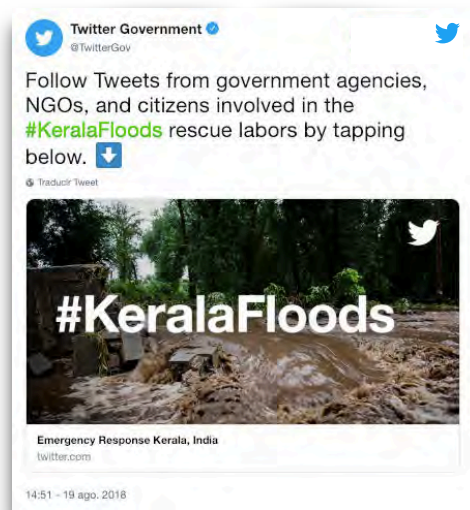 Twitter Government
@TwitterGov
Follow Tweets from government agencies,
NGOs, and citizens involved in the
#KeralaFloods rescue labors by tapping
below. ⬇️
Traducir Tweet
#KeralaFloods
Emergency Response Kerala, India
twitter.com
14:51 - 19 ago. 2018